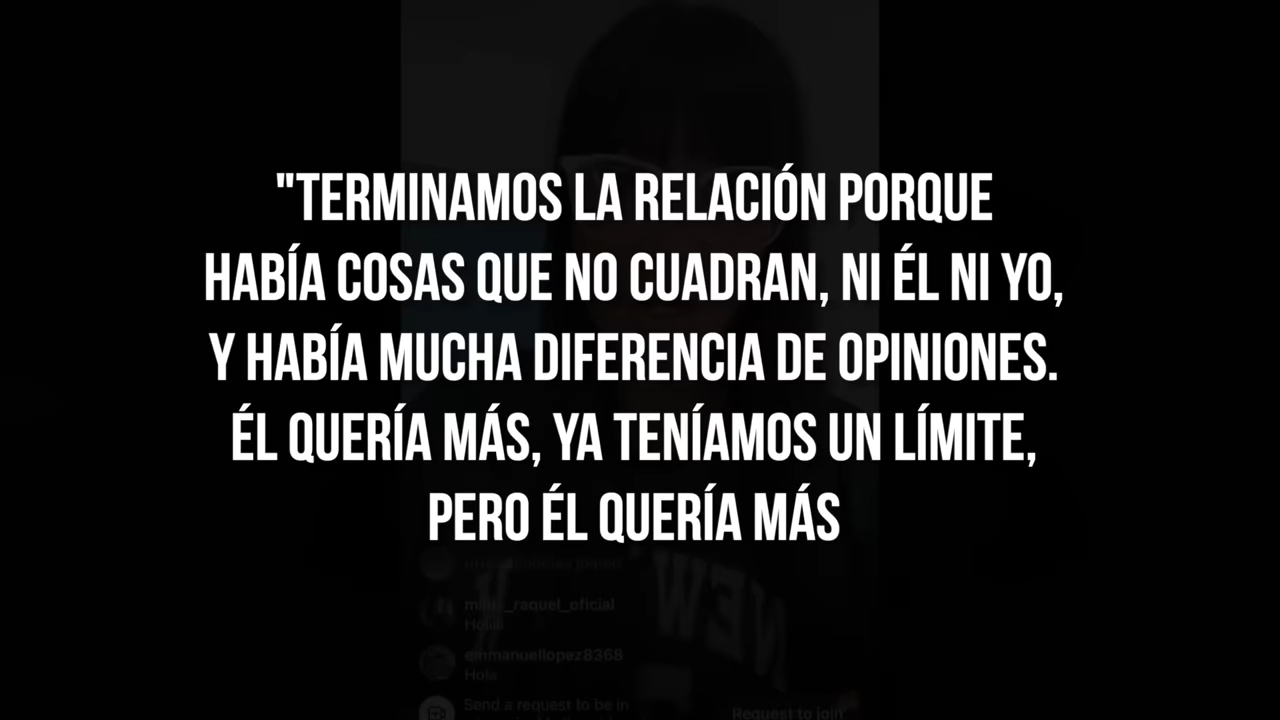 "TERMINAMOS LA RELACIÓN PORQUE
HABÍA COSAS QUE NO CUADRAN, NI ÉL NI YO,
Y HABÍA MUCHA DIFERENCIA DE OPINIONES.
ÉL QUERÍA MÁS, YA TENÍAMOS UN LÍMITE,
PERO ÉL QUERÍA MÁS
NEW
emmanuellopez8368
Hola
Send a request to be in
Request to join